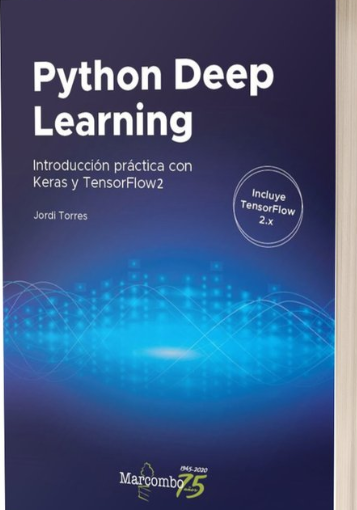 Python Deep
Learning
Introducción práctica con
Keras y TensorFlow2
Jordi Torres
Incluye
TensorFlow
2.x
1945-2020
Marcombo 75